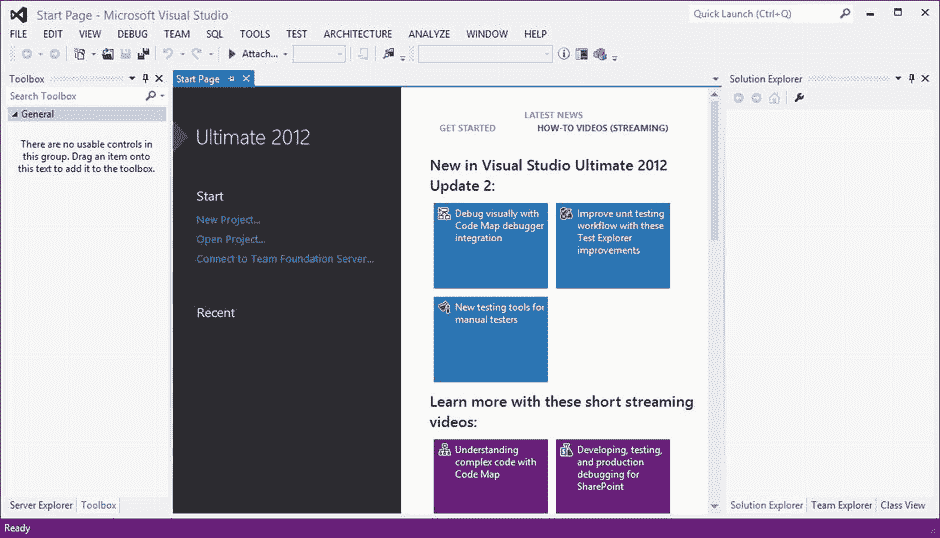 Start Page - Microsoft Visual Studio
Quick Launch (Ctrl+Q)
FILE EDIT VIEW DEBUG TEAM SQL TOOLS TEST ARCHITECTURE ANALYZE WINDOW HELP
Attach...
Toolbox
Search Toolbox
General
There are no usable controls in
this group. Drag an item onto
this text to add it to the toolbox.
Server Explorer Toolbox
Start Page
Ultimate 2012
Start
New Project...
Open Project...
Connect to Team Foundation Server...
Recent
LATEST NEWS
GET STARTED HOW-TO VIDEOS (STREAMING)
New in Visual Studio Ultimate 2012
Update 2:
Debug visually with
Code Map debugger
integration
Improve unit testing
workflow with these
Test Explorer
improvements
New testing tools for
manual testers
Learn more with these short streaming
videos:
Understanding
complex code with
Code Map
Developing, testing,
and production
debugging for
SharePoint
Solution Explorer
Solution Explorer Team Explorer Class View
Ready